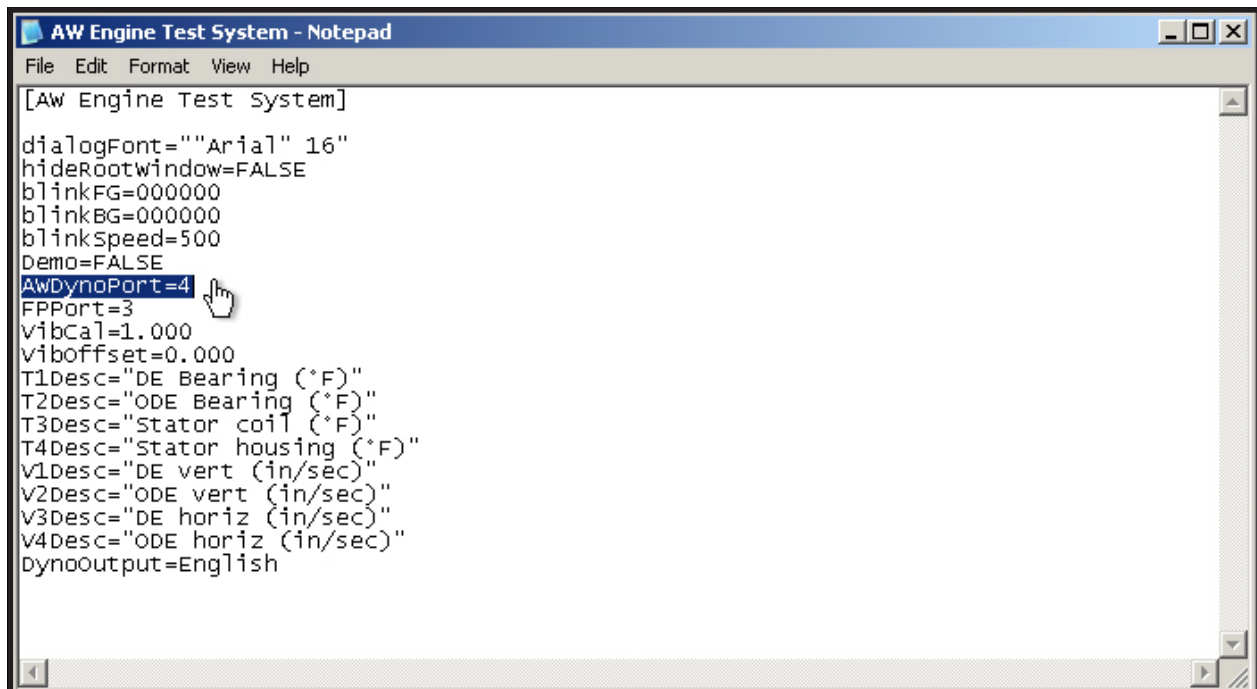 AW Engine Test System - Notepad
File Edit Format View Help
[AW Engine Test System]
dialogFont=""Arial" 16"
hideRootWindow=FALSE
blinkFG=000000
blinkBG=000000
blinkSpeed=500
Demo=FALSE
AWDynoPort=4
FPPort=3
VibCal=1.000
VibOffset=0.000
T1Desc="DE Bearing (°F)"
T2Desc="ODE Bearing (°F)"
T3Desc="Stator coil (°F)"
T4Desc="Stator housing (°F)"
V1Desc="DE vert (in/sec)"
V2Desc="ODE vert (in/sec)"
V3Desc="DE horiz (in/sec)"
V4Desc="ODE horiz (in/sec)"
DynoOutput=English